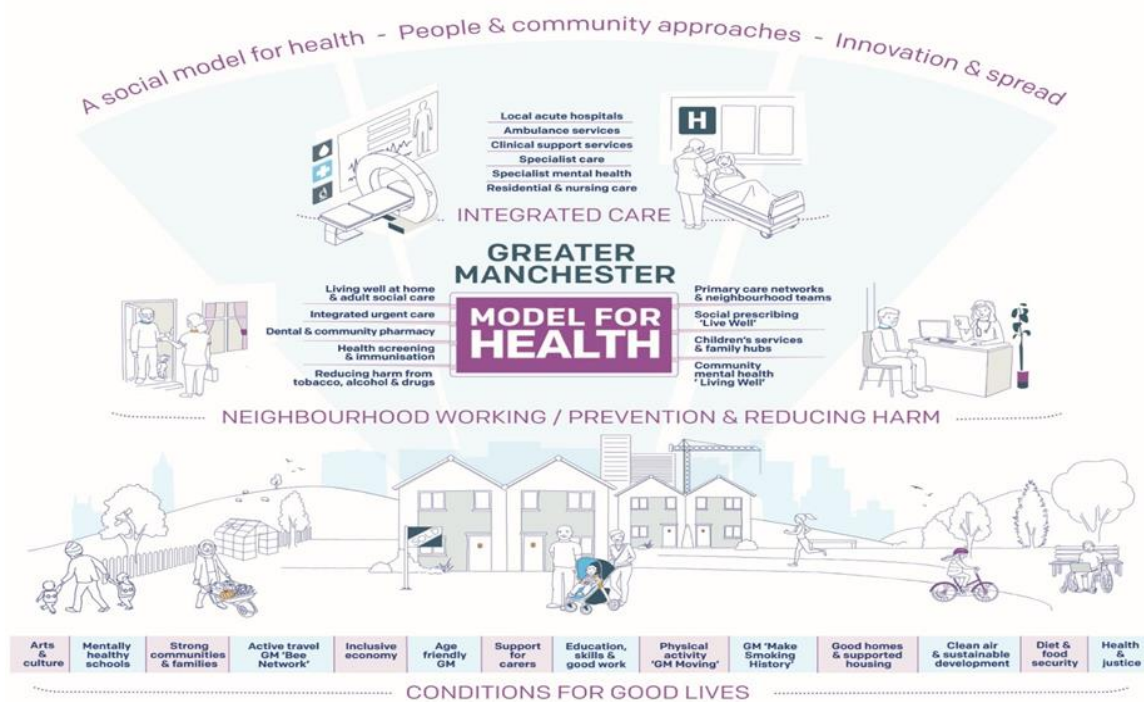 A social model for health - People & community approaches - Innovation & spread
Local acute hospitals
Ambulance services
Clinical support services
Specialist care
Specialist mental health
Residential & nursing care
H
INTEGRATED CARE
GREATER
MANCHESTER
MODEL FOR
HEALTH
Living well at home
& adult social care
Integrated urgent care
Dental & community pharmacy
Health screening
& immunisation
Reducing harm from
tobacco, alcohol & drugs
Primary care networks
& neighbourhood teams
Social prescribing
'Live Well'
Children's services
& family hubs
Community
mental health
'Living Well'
NEIGHBOURHOOD WORKING / PREVENTION & REDUCING HARM
SOLD
Arts
&
culture
Mentally
healthy
schools
Strong
communities
& families
Active travel
GM 'Bee
Network'
Inclusive
economy
Age
friendly
GM
Support
for
carers
Education,
skills &
good work
Physical
activity
'GM Moving'
GM 'Make
Smoking
History'
Good homes
& supported
housing
Clean air
& sustainable
development
Diet &
food
security
Health
&
justice
CONDITIONS FOR GOOD LIVES